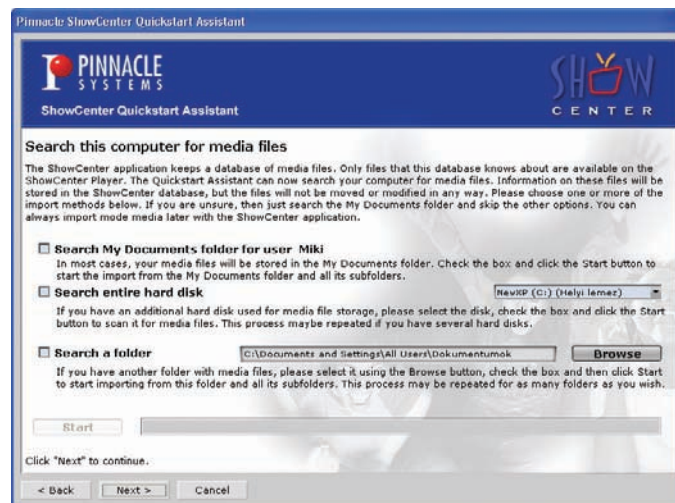 Pinnacle ShowCenter Quickstart Assistant
PINNACLE
SYSTEMS
SHOW
CENTER
ShowCenter Quickstart Assistant
Search this computer for media files
The ShowCenter application keeps a database of media files. Only files that this database knows about are available on the
ShowCenter Player. The Quickstart Assistant can now search your computer for media files. Information on these files will be
stored in the ShowCenter database, but the files will not be moved or modified in any way. Please choose one or more of the
import methods below. If you are unsure, then just search the My Documents folder and skip the other options. You can
always import mode media later with the ShowCenter application.
Search My Documents folder for user Miki
In most cases, your media files will be stored in the My Documents folder. Check the box and click the Start button to
start the import from the My Documents folder and all its subfolders.
Search entire hard disk
NevXP (C:) (Helyi lemez)
If you have an additional hard disk used for media file storage, please select the disk, check the box and click the Start
button to scan it for media files. This process maybe repeated if you have several hard disks.
Search a folder
C:\Documents and Settings\All Users\Dokumentumok
Browse
If you have another folder with media files, please select it using the Browse button, check the box and then click Start
to start importing from this folder and all its subfolders. This process may be repeated for as many folders as you wish.
Start
Click "Next" to continue.
< Back
Next >
Cancel